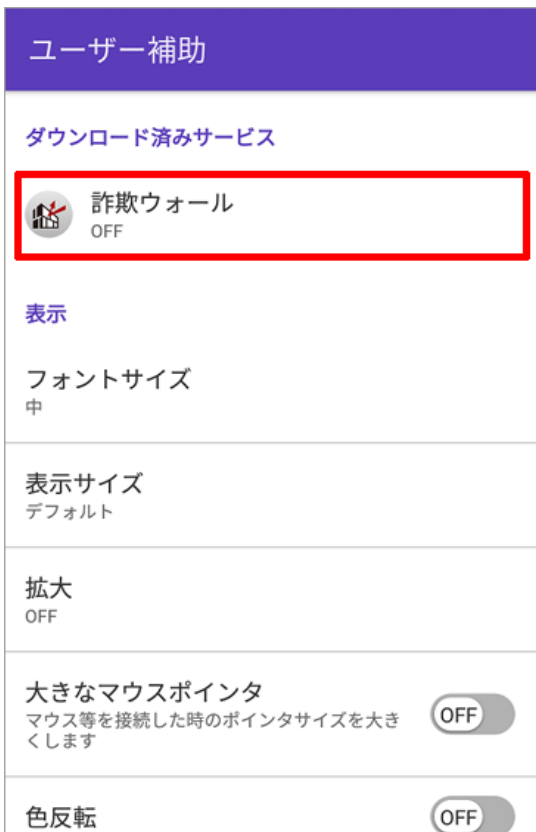 ユーザー補助
ダウンロード済みサービス
詐欺ウォール
OFF
表示
フォントサイズ
中
表示サイズ
デフォルト
拡大
OFF
大きなマウスポインタ
マウス等を接続した時のポインタサイズを大き
くします
OFF
色反転
OFF